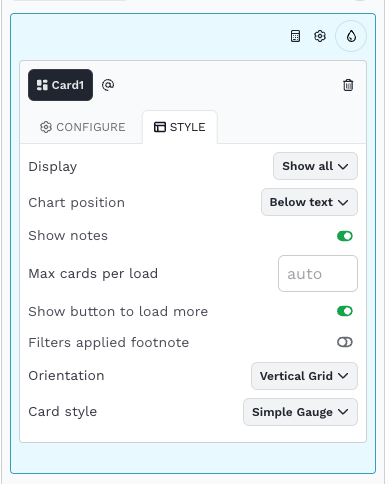 Card1
CONFIGURE STYLE
Display Show all
Chart position Below text
Show notes
Max cards per load auto
Show button to load more
Filters applied footnote
Orientation Vertical Grid
Card style Simple Gauge